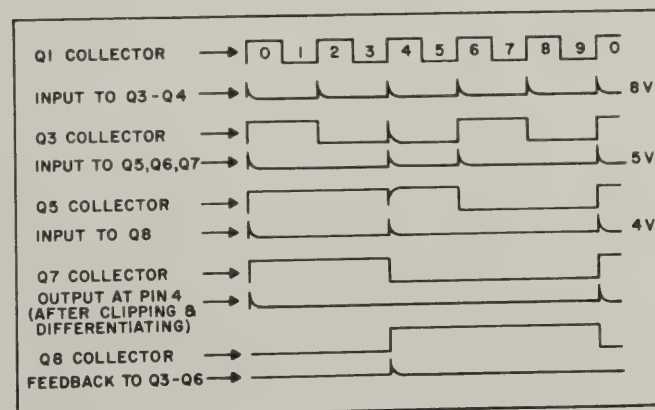 Q1 COLLECTOR 0 1 2 3 4 5 6 7 8 9 0
INPUT TO Q3-Q4 8V
Q3 COLLECTOR
INPUT TO Q5,Q6,Q7 5V
Q5 COLLECTOR
INPUT TO Q8 4V
Q7 COLLECTOR
OUTPUT AT PIN 4
(AFTER CLIPPING &
DIFFERENTIATING)
Q8 COLLECTOR
FEEDBACK TO Q3-Q6